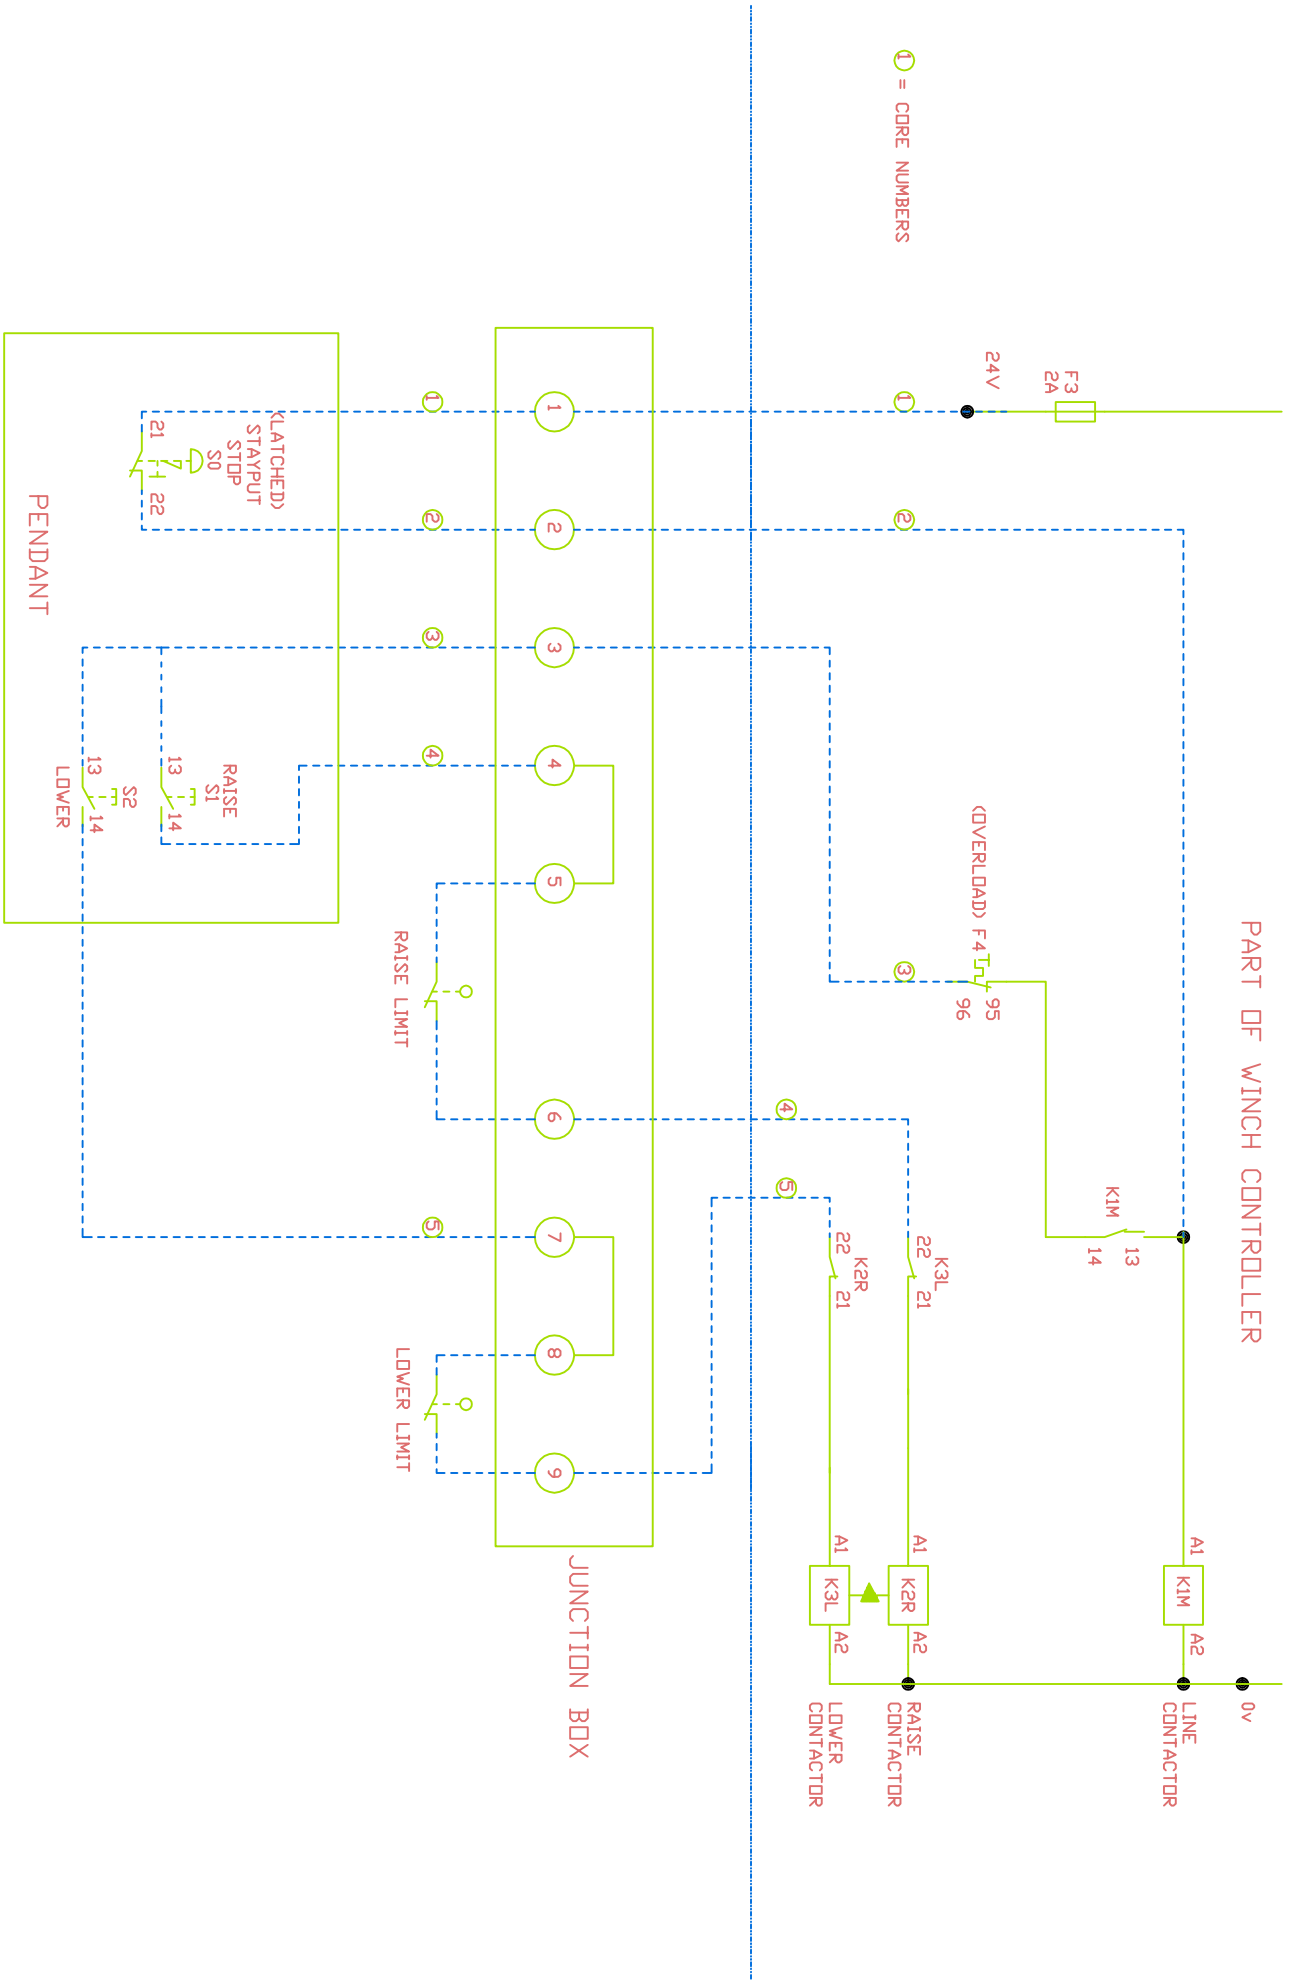 PART OF WINCH CONTROLLER
0v
A1
K1M
A2
LINE
CONTACTOR
K1M
13
14
F3
2A
24V
(OVERLOAD) F4
95
96
1 = CORE NUMBERS
1
2
3
K3L
22
21
A1
K2R
A2
RAISE
CONTACTOR
K2R
22
21
A1
K3L
A2
LOWER
CONTACTOR
4
5
JUNCTION BOX
1
2
3
4
5
6
7
8
9
1
2
3
4
5
RAISE LIMIT
LOWER LIMIT
(LATCHED)
STAYPUT
STOP
S0
21
22
RAISE
S1
13
14
S2
13
14
LOWER
PENDANT